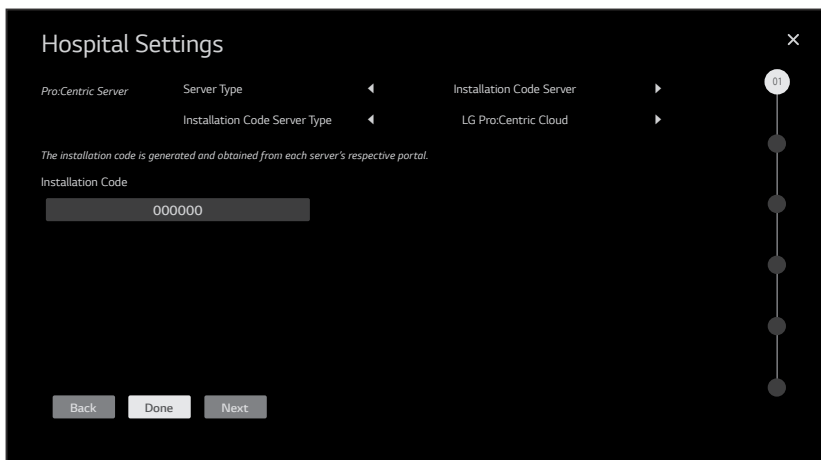 Hospital Settings
01
Pro:Centric Server Server Type Installation Code Server
Installation Code Server Type LG Pro:Centric Cloud
The installation code is generated and obtained from each server's respective portal.
Installation Code
000000
Back Done Next